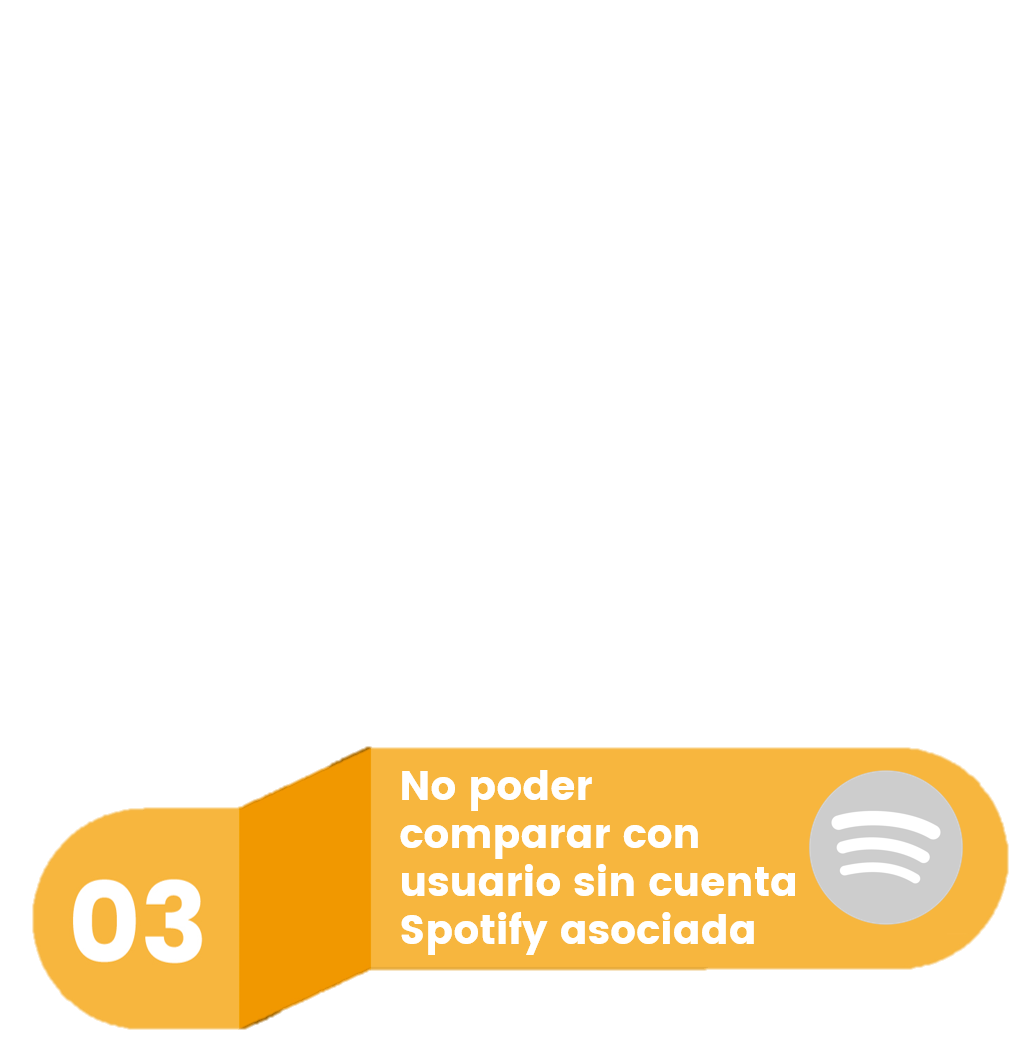 03
No poder
comparar con
usuario sin cuenta
Spotify asociada